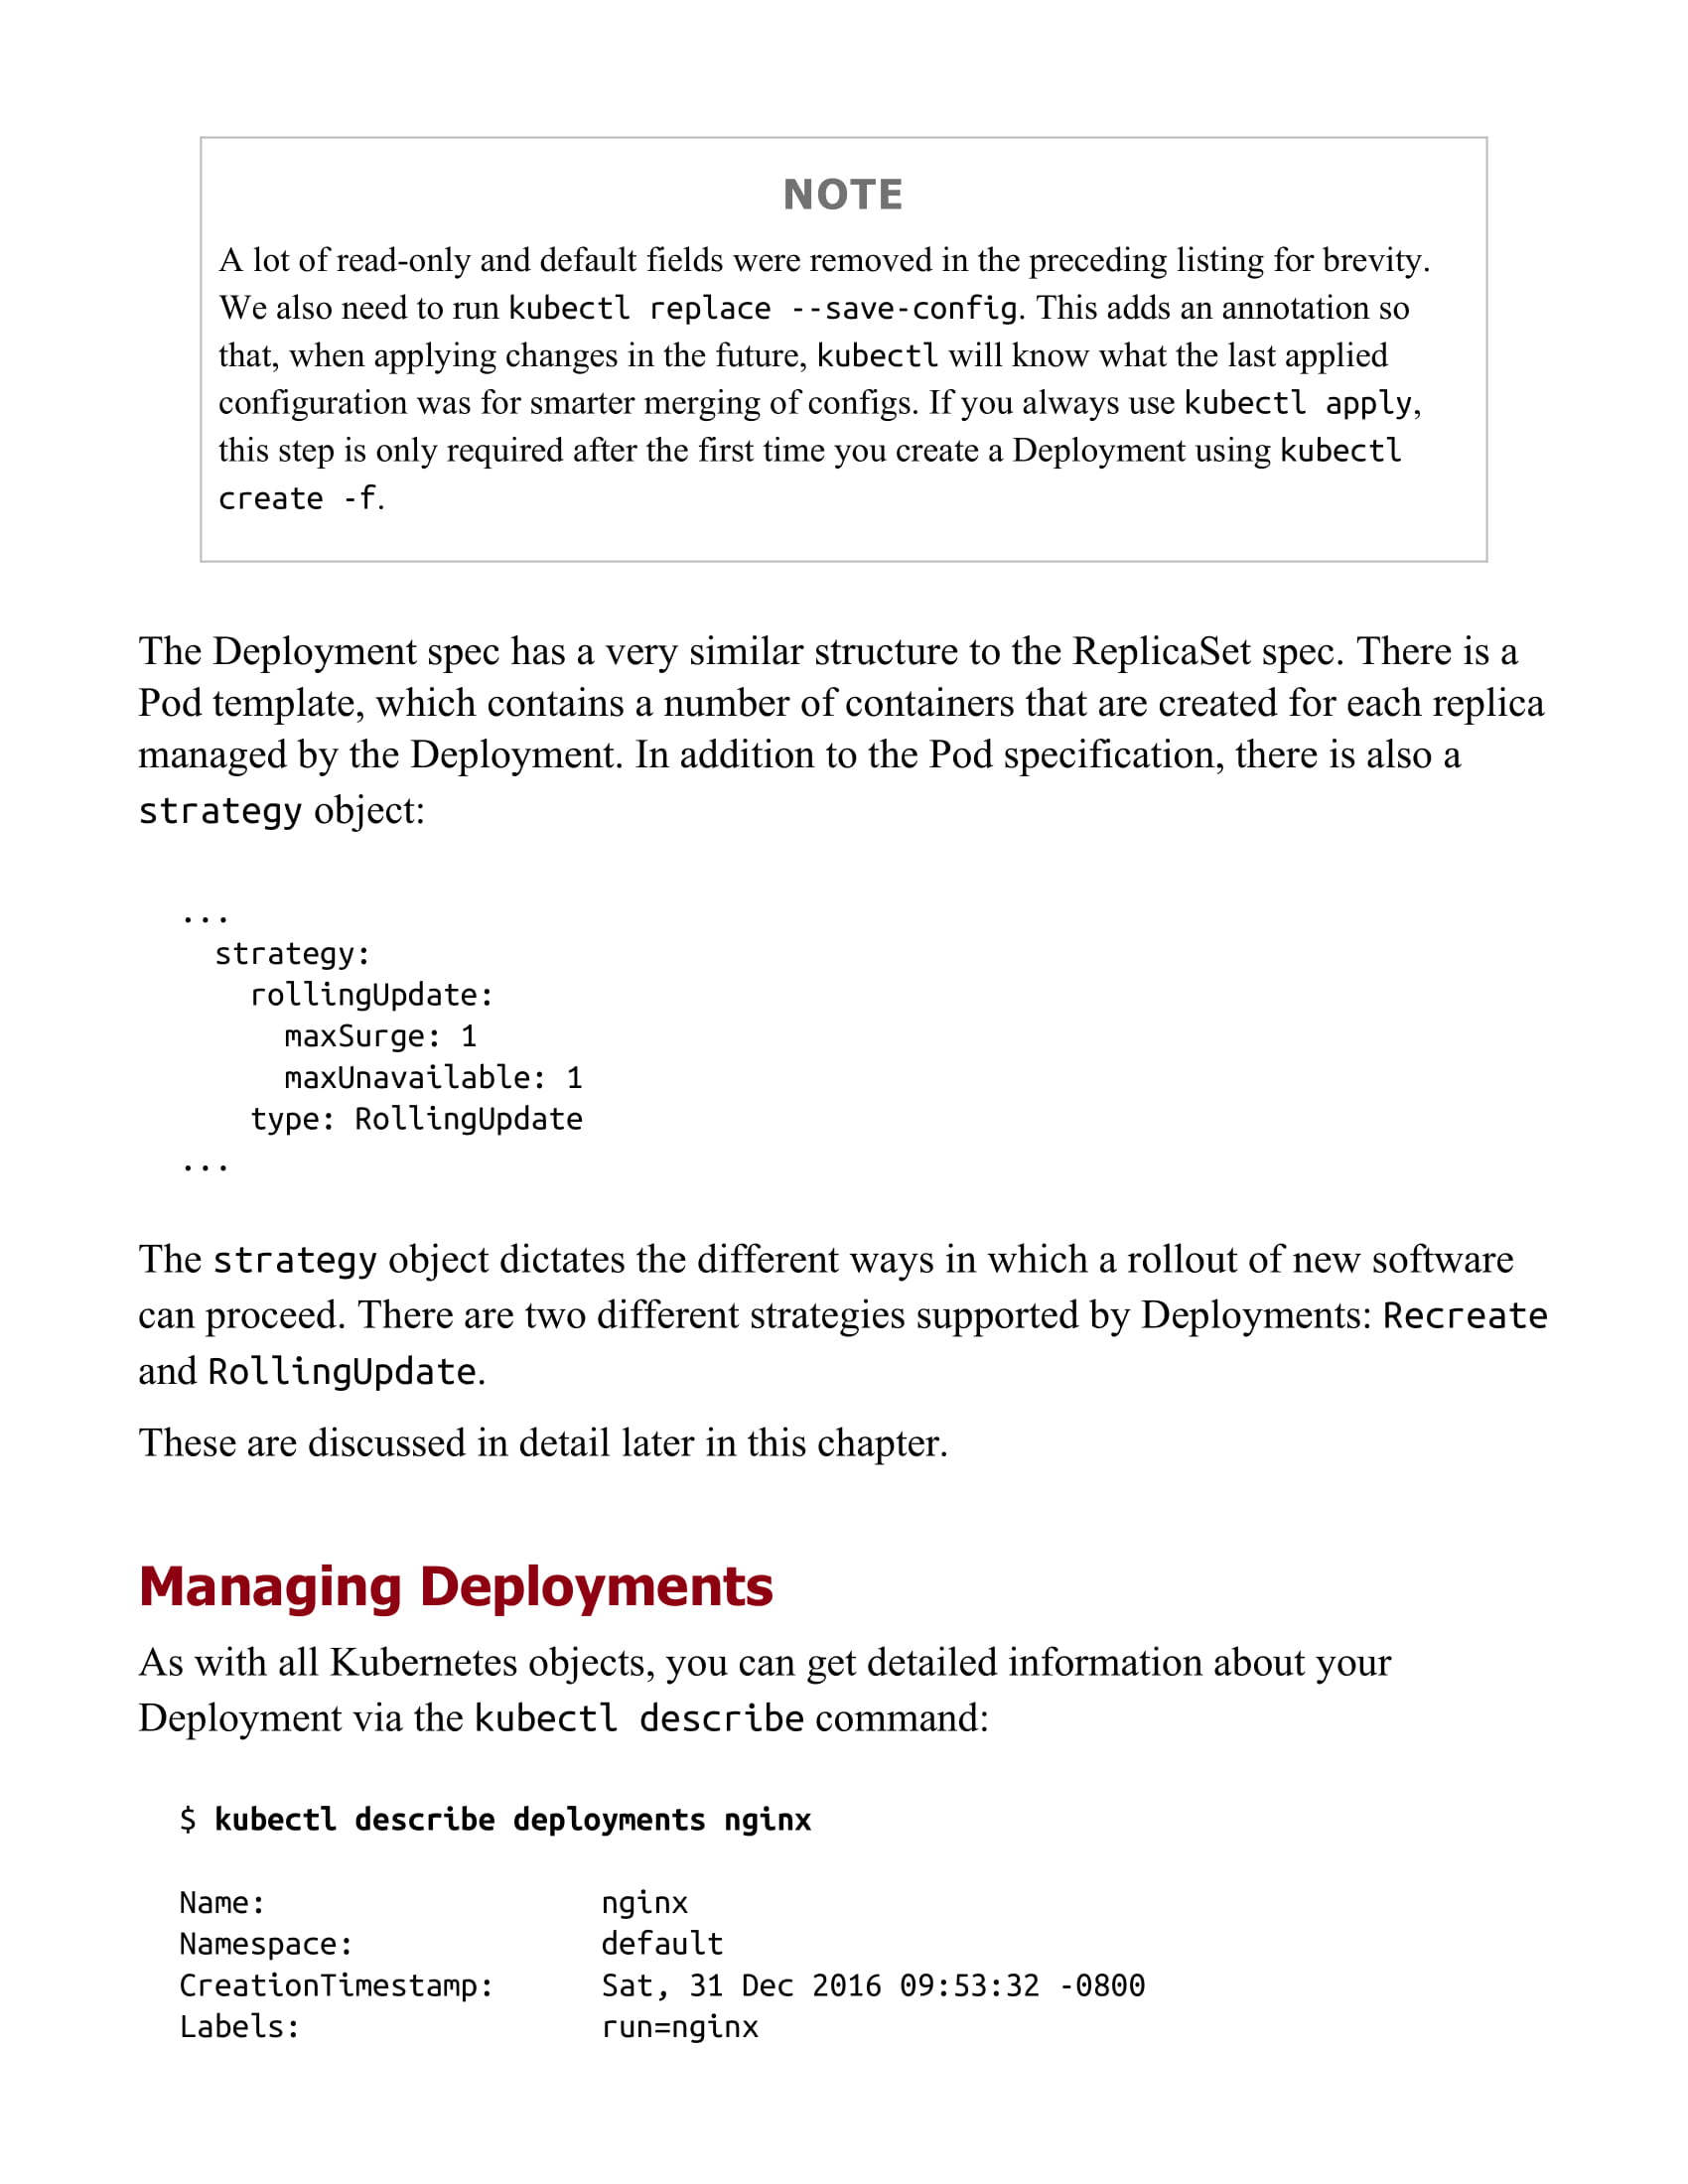 NOTE
A lot of read-only and default fields were removed in the preceding listing for brevity.
We also need to run kubectl replace --save-config. This adds an annotation so
that, when applying changes in the future, kubectl will know what the last applied
configuration was for smarter merging of configs. If you always use kubectl apply,
this step is only required after the first time you create a Deployment using kubectl
create -f.
The Deployment spec has a very similar structure to the ReplicaSet spec. There is a
Pod template, which contains a number of containers that are created for each replica
managed by the Deployment. In addition to the Pod specification, there is also a
strategy object:
...
  strategy:
    rollingUpdate:
      maxSurge: 1
      maxUnavailable: 1
    type: RollingUpdate
...
The strategy object dictates the different ways in which a rollout of new software
can proceed. There are two different strategies supported by Deployments: Recreate
and RollingUpdate.
These are discussed in detail later in this chapter.
Managing Deployments
As with all Kubernetes objects, you can get detailed information about your
Deployment via the kubectl describe command:
$ kubectl describe deployments nginx
Name:                   nginx
Namespace:              default
CreationTimestamp:      Sat, 31 Dec 2016 09:53:32 -0800
Labels:                 run=nginx